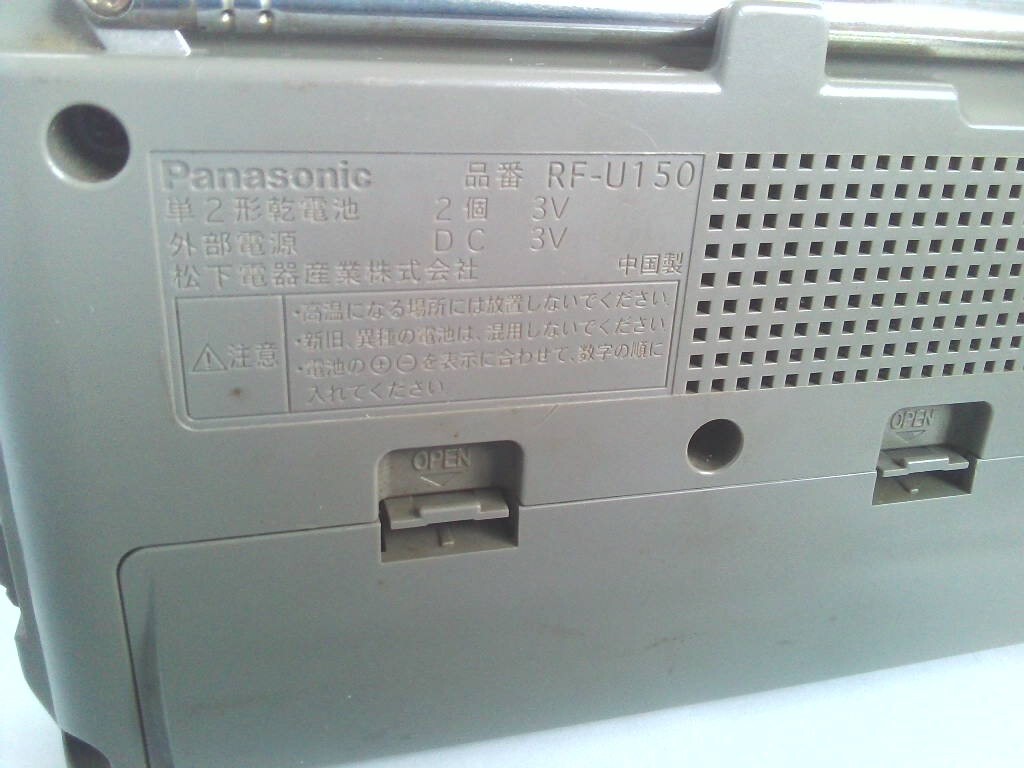 Panasonic 品番 RF-U150
単2形乾電池 2個 3V
外部電源 DC 3V
松下電器産業株式会社 中国製
⚠注意
・高温になる場所には放置しないでください。
・新旧、異種の電池は、混用しないでください
・電池の⊕⊖を表示に合わせて、数字の順に
入れてください
OPEN
OPEN